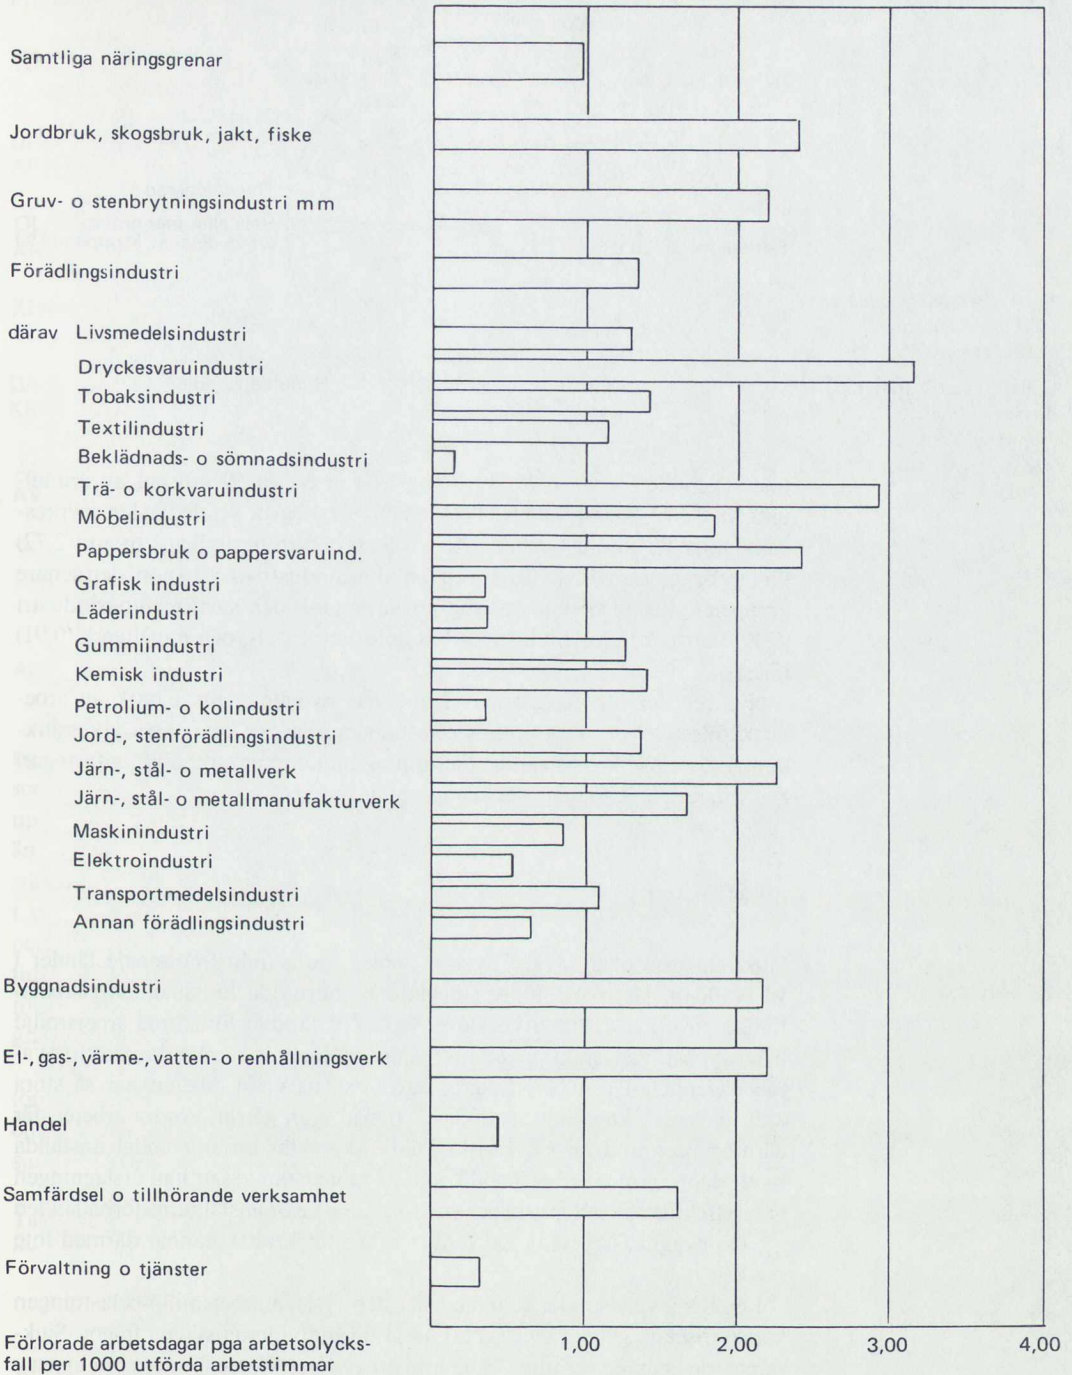 Samtliga näringsgrenar
Jordbruk, skogsbruk, jakt, fiske
Gruv- o stenbrytningsindustri m m
Förädlingsindustri
därav Livsmedelsindustri
Dryckesvaruindustri
Tobaksindustri
Textilindustri
Beklädnads- o sömnadsindustri
Trä- o korkvaruindustri
Möbelindustri
Pappersbruk o pappersvaruind.
Grafisk industri
Läderindustri
Gummiindustri
Kemisk industri
Petrolium- o kolindustri
Jord-, stenförädlingsindustri
Järn-, stål- o metallverk
Järn-, stål- o metallmanufakturverk
Maskinindustri
Elektroindustri
Transportmedelsindustri
Annan förädlingsindustri
Byggnadsindustri
El-, gas-, värme-, vatten- o renhållningsverk
Handel
Samfärdsel o tillhörande verksamhet
Förvaltning o tjänster
Förlorade arbetsdagar pga arbetsolycks-
fall per 1000 utförda arbetstimmar
1,00 2,00 3,00 4,00